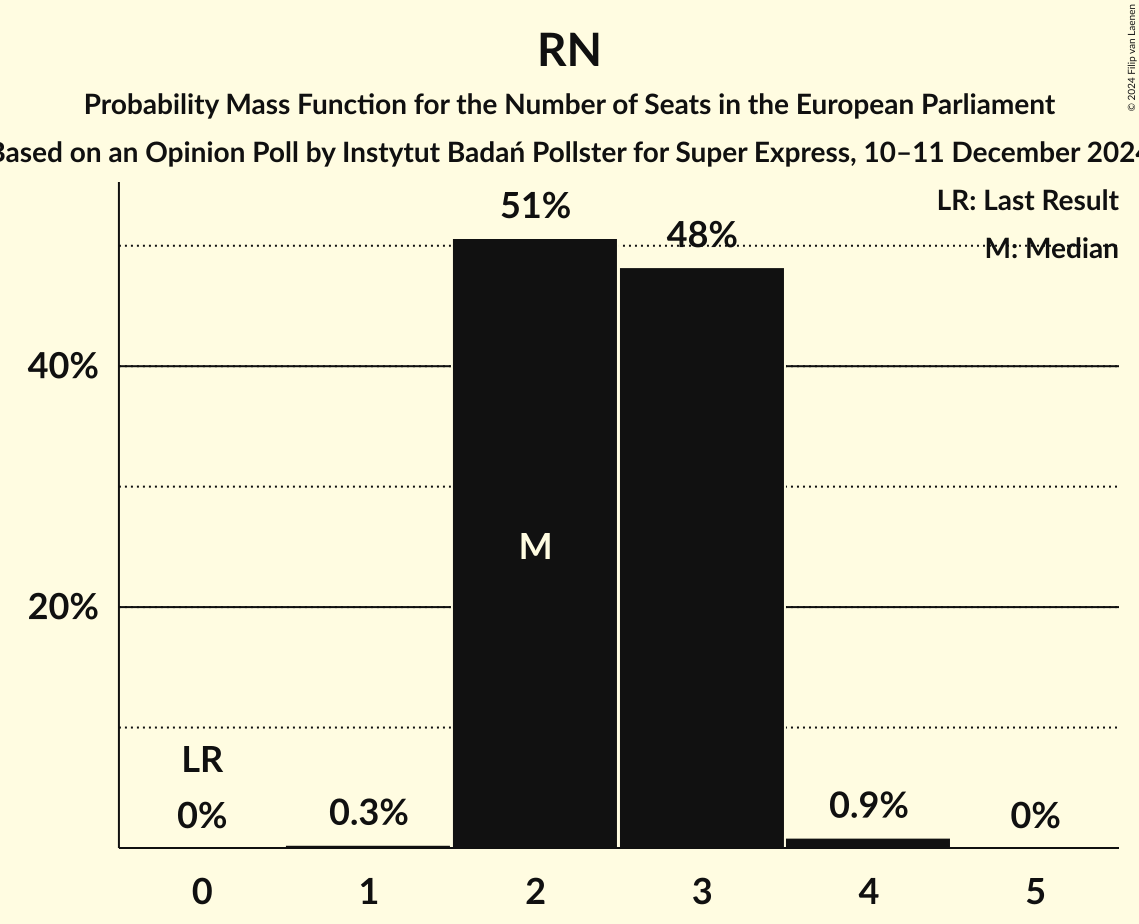 RN
Probability Mass Function for the Number of Seats in the European Parliament
Based on an Opinion Poll by Instytut Badań Pollster for Super Express, 10–11 December 2024
© 2024 Filip van Laenen
LR: Last Result
M: Median
51%
48%
40%
M
20%
LR
0%
0.3%
0.9%
0%
0 1 2 3 4 5